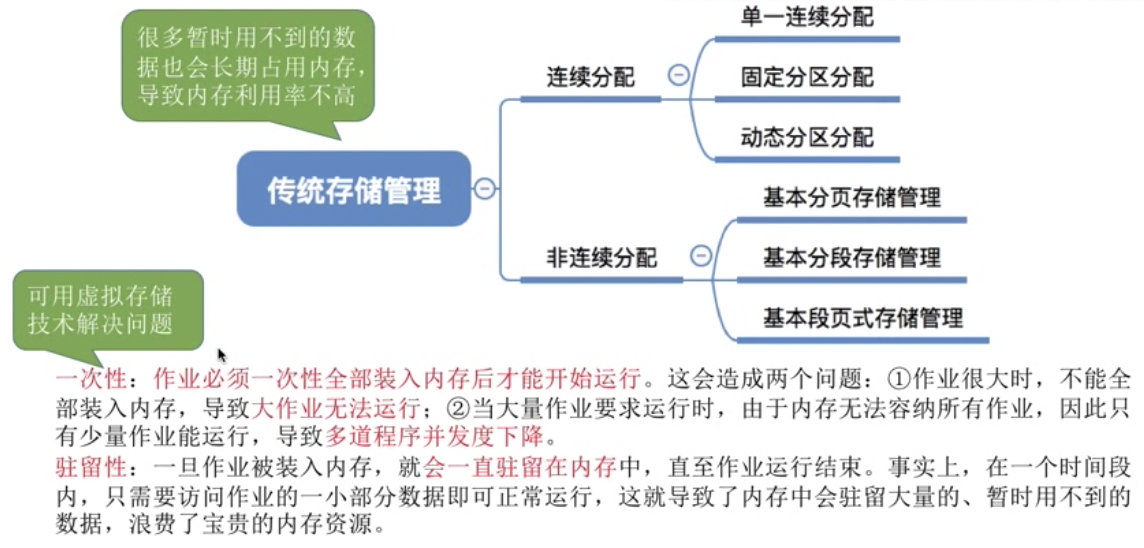 很多暂时用不到的数
据也会长期占用内存，
导致内存利用率不高
传统存储管理
连续分配
单一连续分配
固定分区分配
动态分区分配
非连续分配
基本分页存储管理
基本分段存储管理
基本段页式存储管理
可用虚拟存储
技术解决问题
一次性：作业必须一次性全部装入内存后才能开始运行。这会造成两个问题：①作业很大时，不能全
部装入内存，导致大作业无法运行；②当大量作业要求运行时，由于内存无法容纳所有作业，因此只
有少量作业能运行，导致多道程序并发度下降。
驻留性：一旦作业被装入内存，就会一直驻留在内存中，直至作业运行结束。事实上，在一个时间段
内，只需要访问作业的一小部分数据即可正常运行，这就导致了内存中会驻留大量的、暂时用不到的
数据，浪费了宝贵的内存资源。